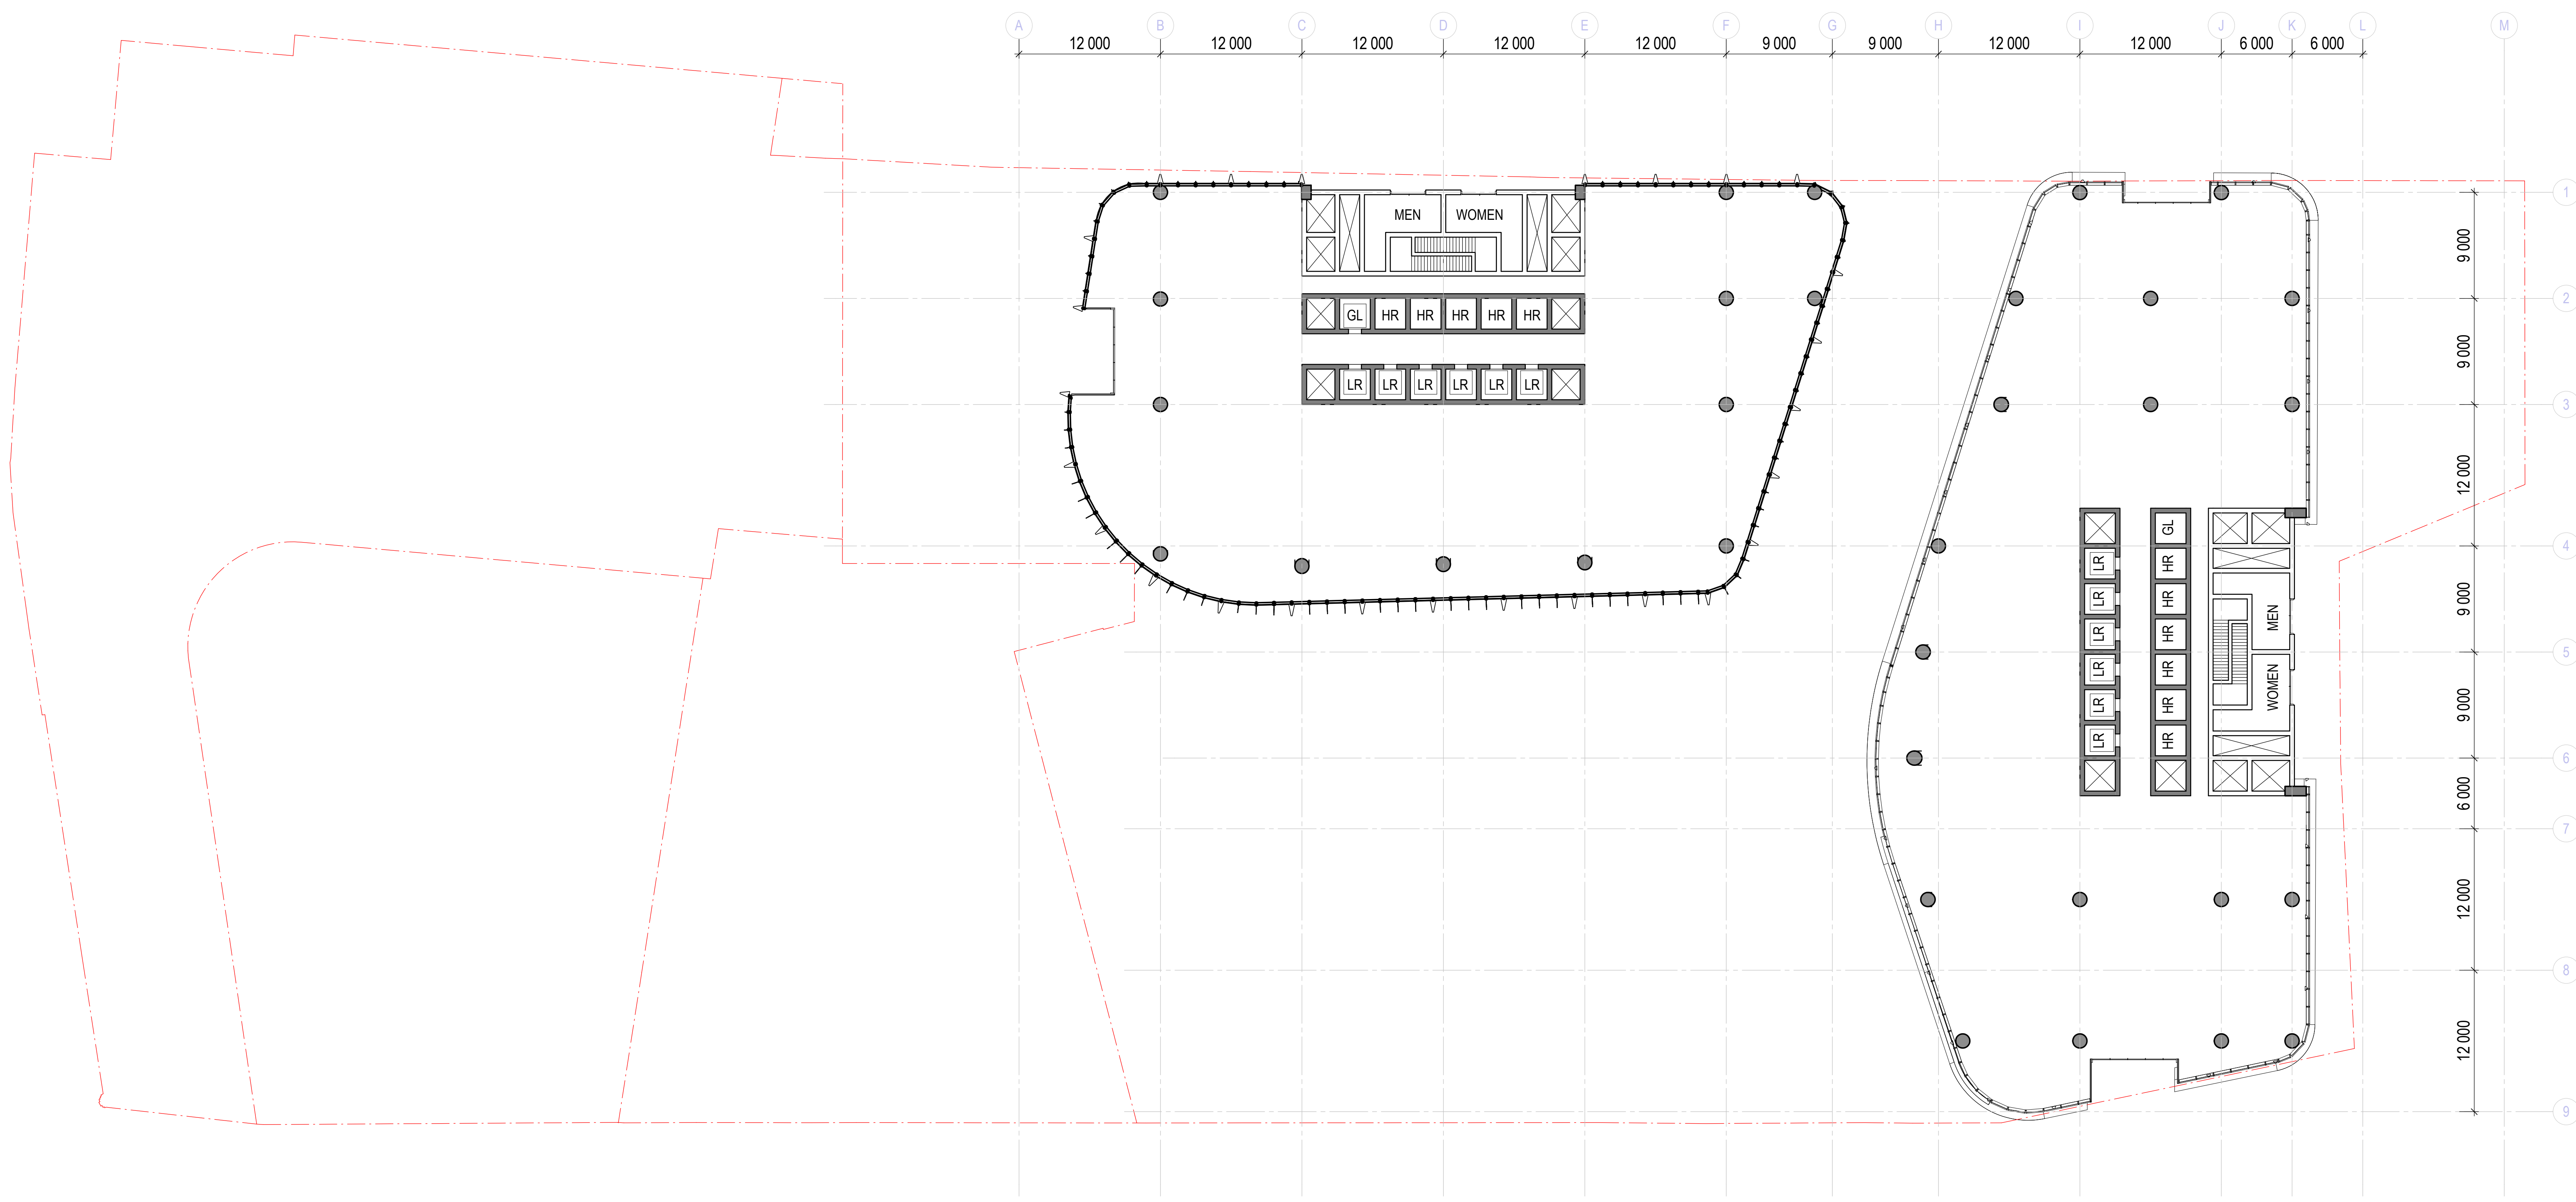 A B C D E F G H I J K L M
12 000 12 000 12 000 12 000 12 000 9 000 9 000 12 000 12 000 6 000 6 000
1
MEN WOMEN
9 000
2
GL HR HR HR HR HR
9 000
LR LR LR LR LR LR
3
12 000
GL
4
LR HR
9 000
LR HR
MEN
LR HR
5
LR HR
WOMEN
9 000
LR HR
LR HR
6
6 000
7
12 000
8
12 000
9